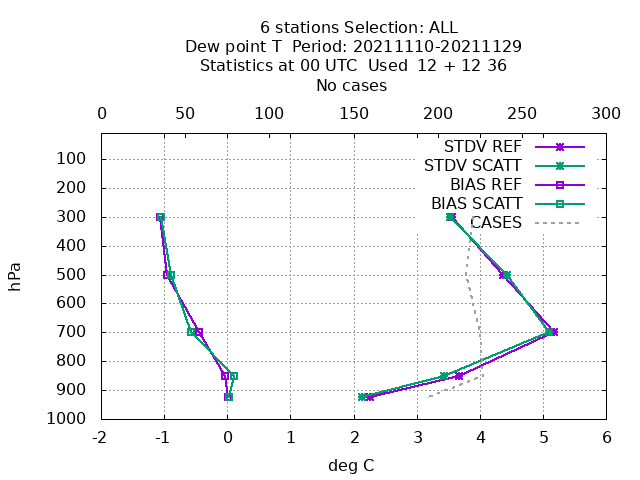 6 stations Selection: ALL
Dew point T  Period: 20211110-20211129
Statistics at 00 UTC  Used  12 + 12 36
No cases
0 50 100 150 200 250 300
STDV REF
STDV SCATT
BIAS REF
BIAS SCATT
CASES
100
200
300
400
500
600
700
800
900
1000
hPa
-2 -1 0 1 2 3 4 5 6
deg C